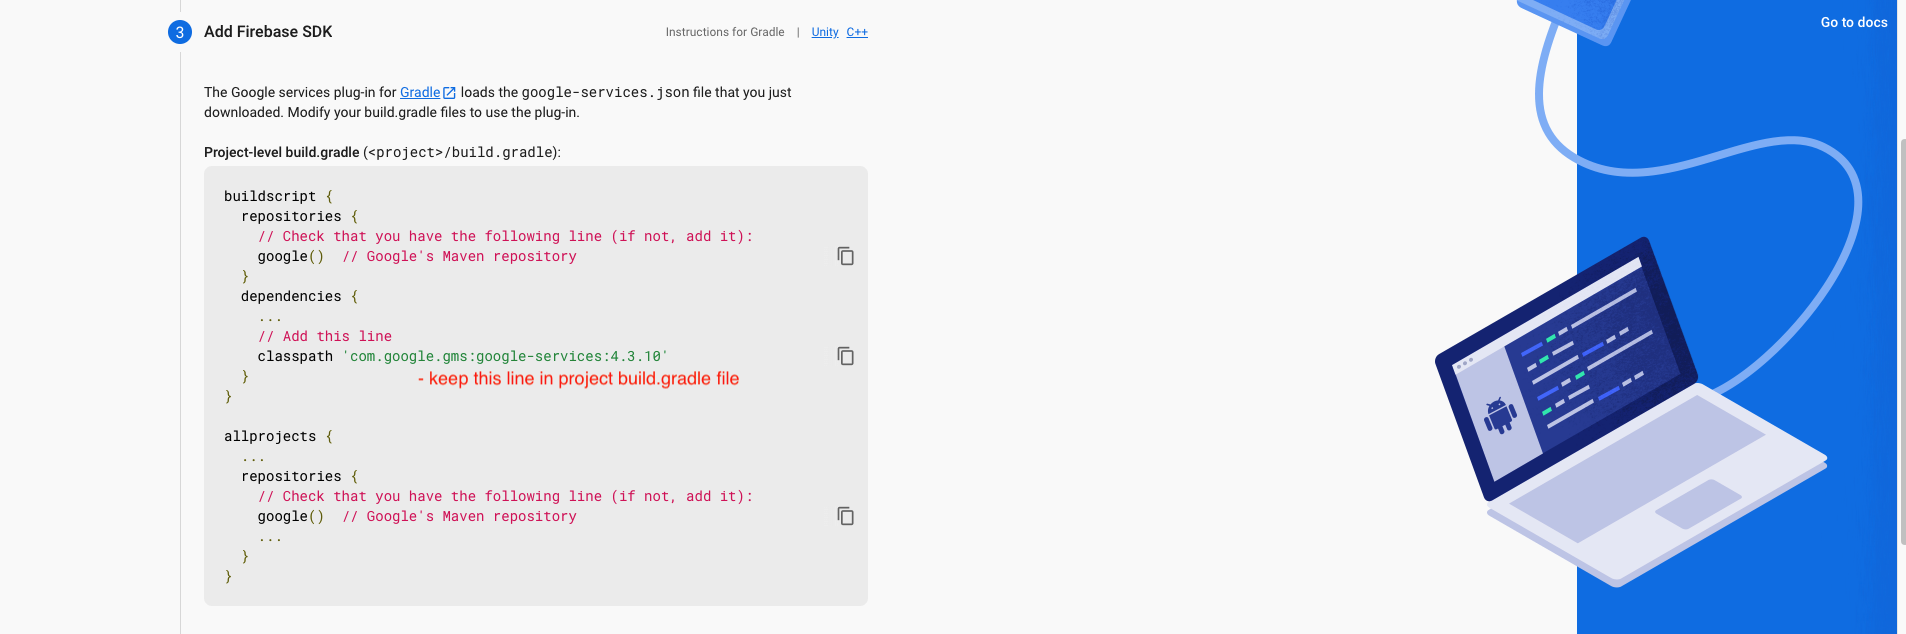 Go to docs
3 Add Firebase SDK
Instructions for Gradle | Unity C++
The Google services plug-in for Gradle loads the google-services.json file that you just
downloaded. Modify your build.gradle files to use the plug-in.
Project-level build.gradle (<project>/build.gradle):
buildscript {
  repositories {
    // Check that you have the following line (if not, add it):
    google()  // Google's Maven repository
  }
  dependencies {
    ...
    // Add this line
    classpath 'com.google.gms:google-services:4.3.10'
  }
- keep this line in project build.gradle file
}
allprojects {
  ...
  repositories {
    // Check that you have the following line (if not, add it):
    google()  // Google's Maven repository
    ...
  }
}